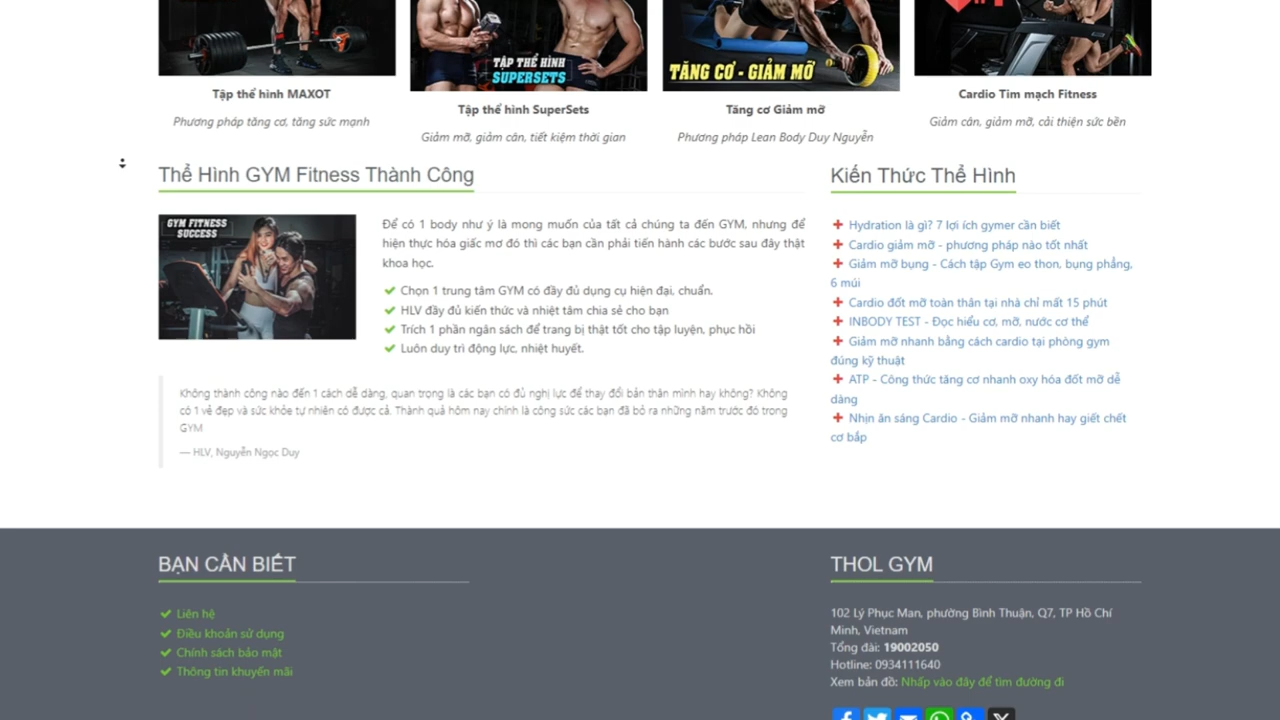 TẬP THỂ HÌNH
SUPERSETS
TĂNG CƠ - GIẢM MỠ
Tập thể hình MAXOT
Phương pháp tăng cơ, tăng sức mạnh
Tập thể hình SuperSets
Giảm mỡ, giảm cân, tiết kiệm thời gian
Tăng cơ Giảm mỡ
Phương pháp Lean Body Duy Nguyễn
Cardio Tim mạch Fitness
Giảm cân, giảm mỡ, cải thiện sức bền
Thể Hình GYM Fitness Thành Công
GYM FITNESS
SUCCESS
Để có 1 body như ý là mong muốn của tất cả chúng ta đến GYM, nhưng để
hiện thực hóa giấc mơ đó thì các bạn cần phải tiến hành các bước sau đây thật
khoa học.
Chọn 1 trung tâm GYM có đầy đủ dụng cụ hiện đại, chuẩn.
HLV đầy đủ kiến thức và nhiệt tâm chia sẻ cho bạn
Trích 1 phần ngân sách để trang bị thật tốt cho tập luyện, phục hồi
Luôn duy trì động lực, nhiệt huyết.
Không thành công nào đến 1 cách dễ dàng, quan trọng là các bạn có đủ nghị lực để thay đổi bản thân mình hay không? Không
có 1 vẻ đẹp và sức khỏe tự nhiên có được cả. Thành quả hôm nay chính là công sức các bạn đã bỏ ra những năm trước đó trong
GYM
— HLV, Nguyễn Ngọc Duy
Kiến Thức Thể Hình
Hydration là gì? 7 lợi ích gymer cần biết
Cardio giảm mỡ - phương pháp nào tốt nhất
Giảm mỡ bụng - Cách tập Gym eo thon, bụng phẳng,
6 múi
Cardio đốt mỡ toàn thân tại nhà chỉ mất 15 phút
INBODY TEST - Đọc hiểu cơ, mỡ, nước cơ thể
Giảm mỡ nhanh bằng cách cardio tại phòng gym
đúng kỹ thuật
ATP - Công thức tăng cơ nhanh oxy hóa đốt mỡ dễ
dàng
Nhịn ăn sáng Cardio - Giảm mỡ nhanh hay giết chết
cơ bắp
BẠN CẦN BIẾT
Liên hệ
Điều khoản sử dụng
Chính sách bảo mật
Thông tin khuyến mãi
THOL GYM
102 Lý Phục Man, phường Bình Thuận, Q7, TP Hồ Chí
Minh, Vietnam
Tổng đài: 19002050
Hotline: 0934111640
Xem bản đồ: Nhấp vào đây để tìm đường đi